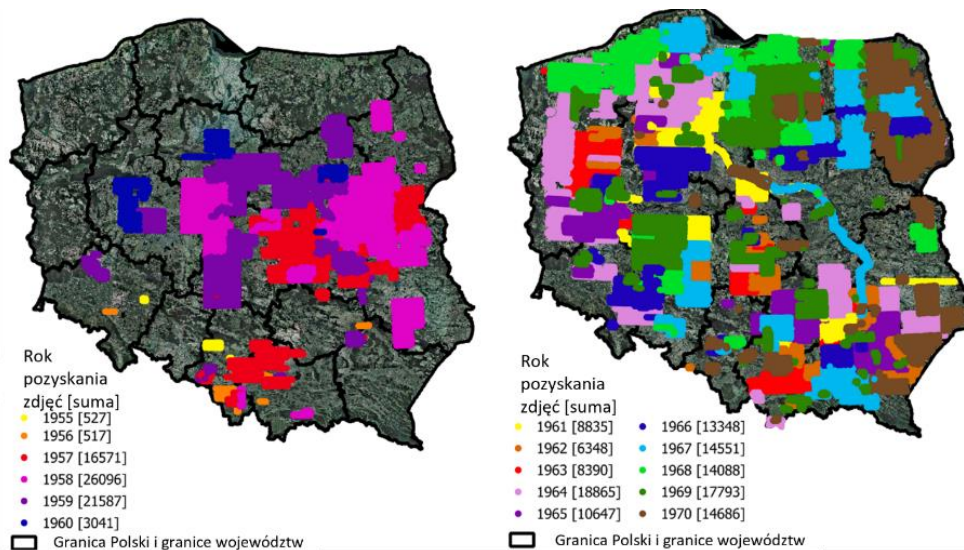 Rok
pozyskania
zdjęć [suma]
1955 [527]
1956 [517]
1957 [16571]
1958 [26096]
1959 [21587]
1960 [3041]
Granica Polski i granice województw
Rok
pozyskania
zdjęć [suma]
1961 [8835]
1962 [6348]
1963 [8390]
1964 [18865]
1965 [10647]
1966 [13348]
1967 [14551]
1968 [14088]
1969 [17793]
1970 [14686]
Granica Polski i granice województw